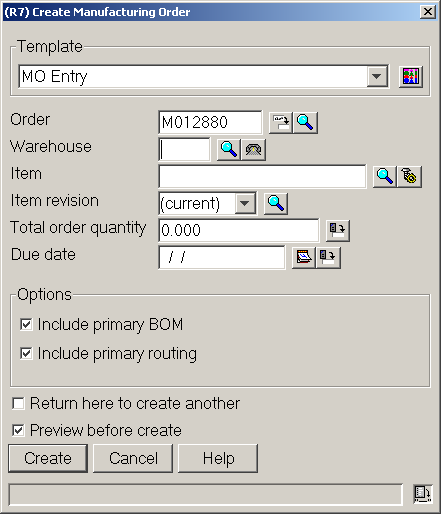 (R7) Create Manufacturing Order
Template
MO Entry
Order M012880
Warehouse
Item
Item revision (current)
Total order quantity 0.000
Due date / /
Options
Include primary BOM
Include primary routing
Return here to create another
Preview before create
Create Cancel Help